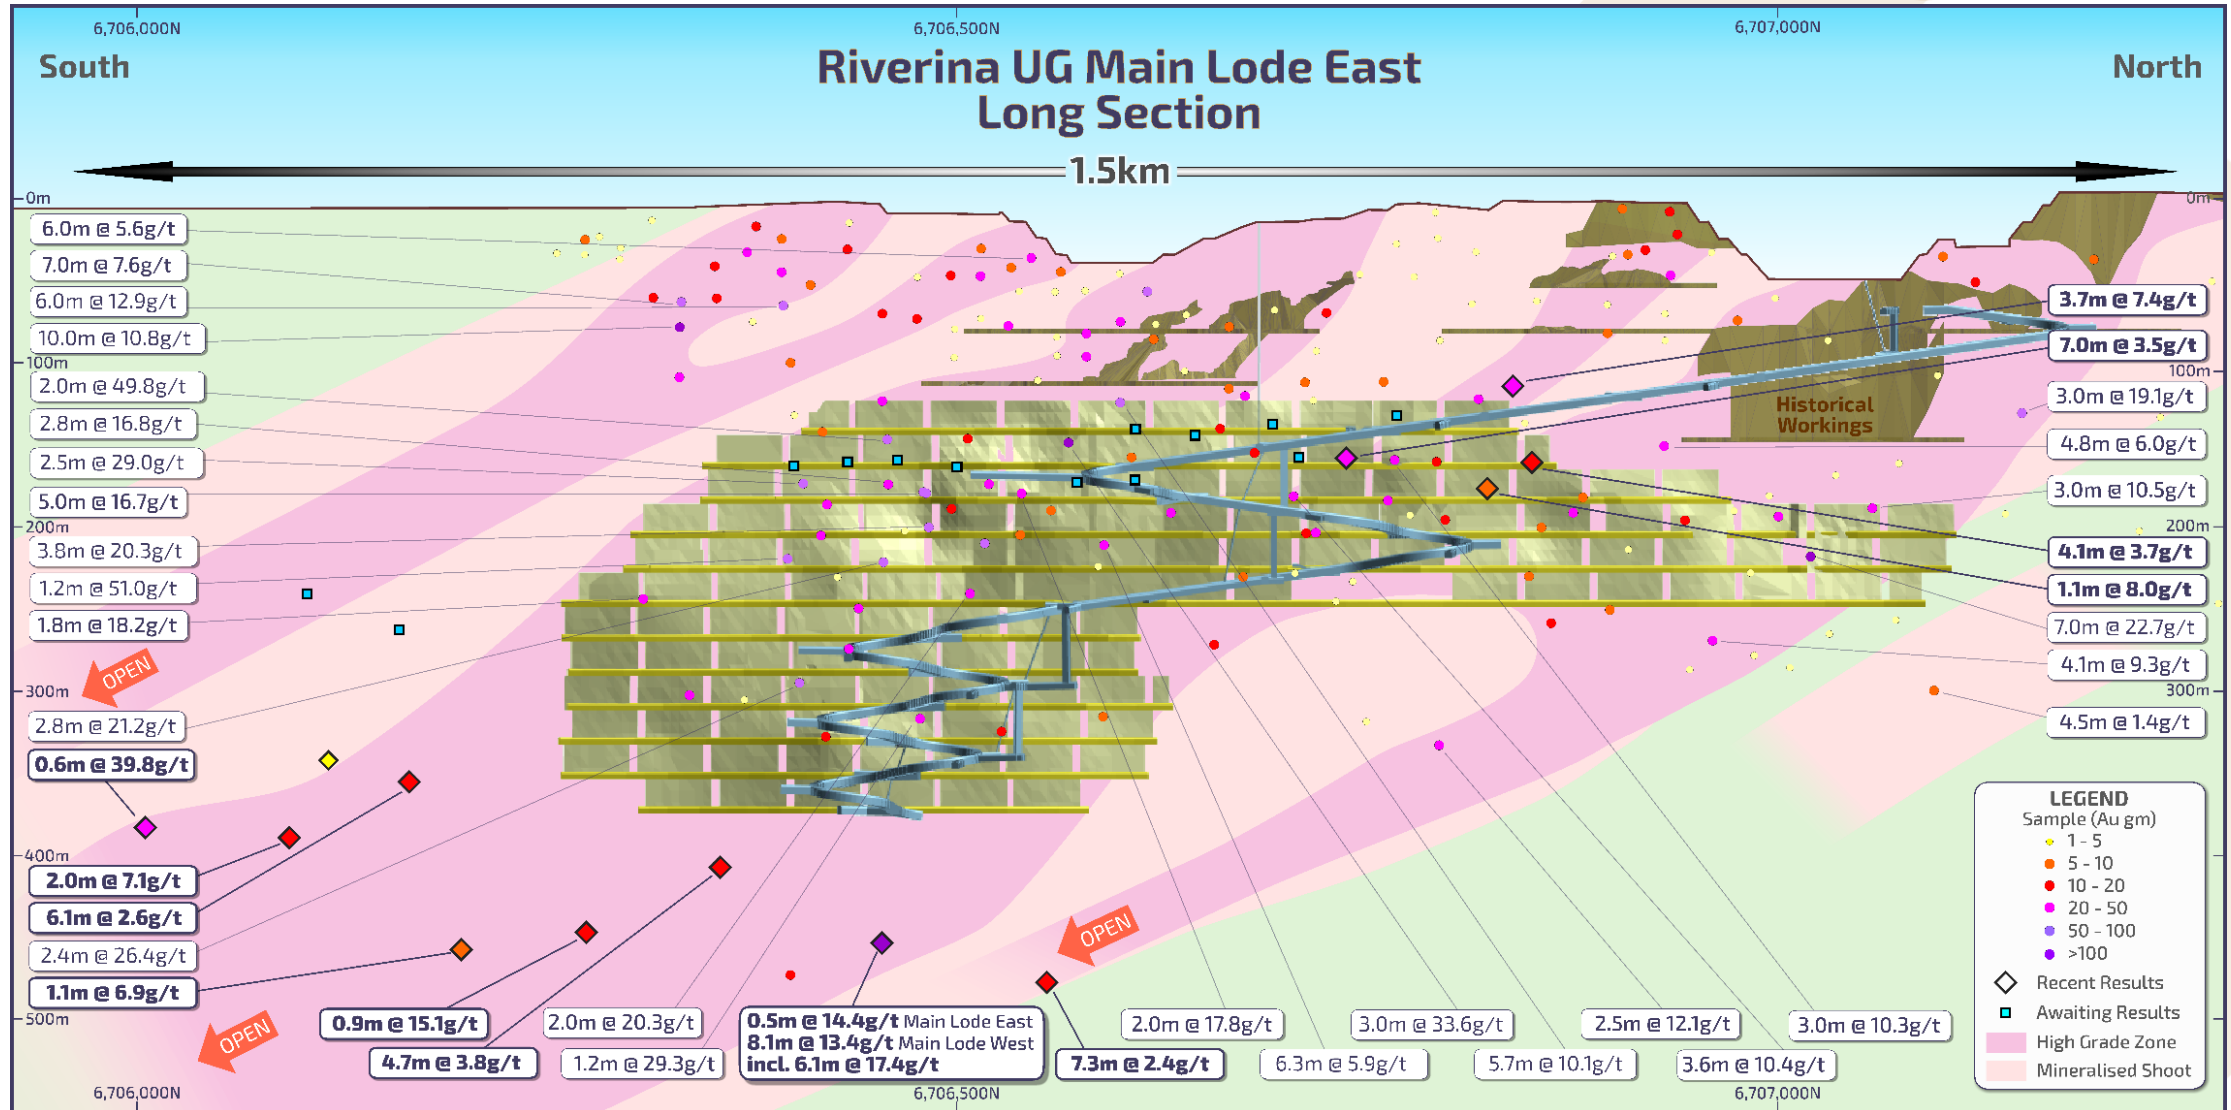 6,706,000N
6,706,500N
6,707,000N
South
Riverina UG Main Lode East
Long Section
North
1.5km
0m
0m
6.0m @ 5.6g/t
7.0m @ 7.6g/t
6.0m @ 12.9g/t
10.0m @ 10.8g/t
100m
2.0m @ 49.8g/t
2.8m @ 16.8g/t
2.5m @ 29.0g/t
5.0m @ 16.7g/t
200m
3.8m @ 20.3g/t
1.2m @ 51.0g/t
1.8m @ 18.2g/t
OPEN
300m
2.8m @ 21.2g/t
0.6m @ 39.8g/t
400m
2.0m @ 7.1g/t
6.1m @ 2.6g/t
2.4m @ 26.4g/t
1.1m @ 6.9g/t
500m
OPEN
Historical
Workings
3.7m @ 7.4g/t
7.0m @ 3.5g/t
100m
3.0m @ 19.1g/t
4.8m @ 6.0g/t
3.0m @ 10.5g/t
200m
4.1m @ 3.7g/t
1.1m @ 8.0g/t
7.0m @ 22.7g/t
4.1m @ 9.3g/t
300m
4.5m @ 1.4g/t
OPEN
0.9m @ 15.1g/t
4.7m @ 3.8g/t
2.0m @ 20.3g/t
1.2m @ 29.3g/t
0.5m @ 14.4g/t Main Lode East
8.1m @ 13.4g/t Main Lode West
incl. 6.1m @ 17.4g/t
7.3m @ 2.4g/t
2.0m @ 17.8g/t
6.3m @ 5.9g/t
3.0m @ 33.6g/t
5.7m @ 10.1g/t
2.5m @ 12.1g/t
3.6m @ 10.4g/t
3.0m @ 10.3g/t
LEGEND
Sample (Au gm)
1 - 5
5 - 10
10 - 20
20 - 50
50 - 100
>100
Recent Results
Awaiting Results
High Grade Zone
Mineralised Shoot
6,706,000N
6,706,500N
6,707,000N